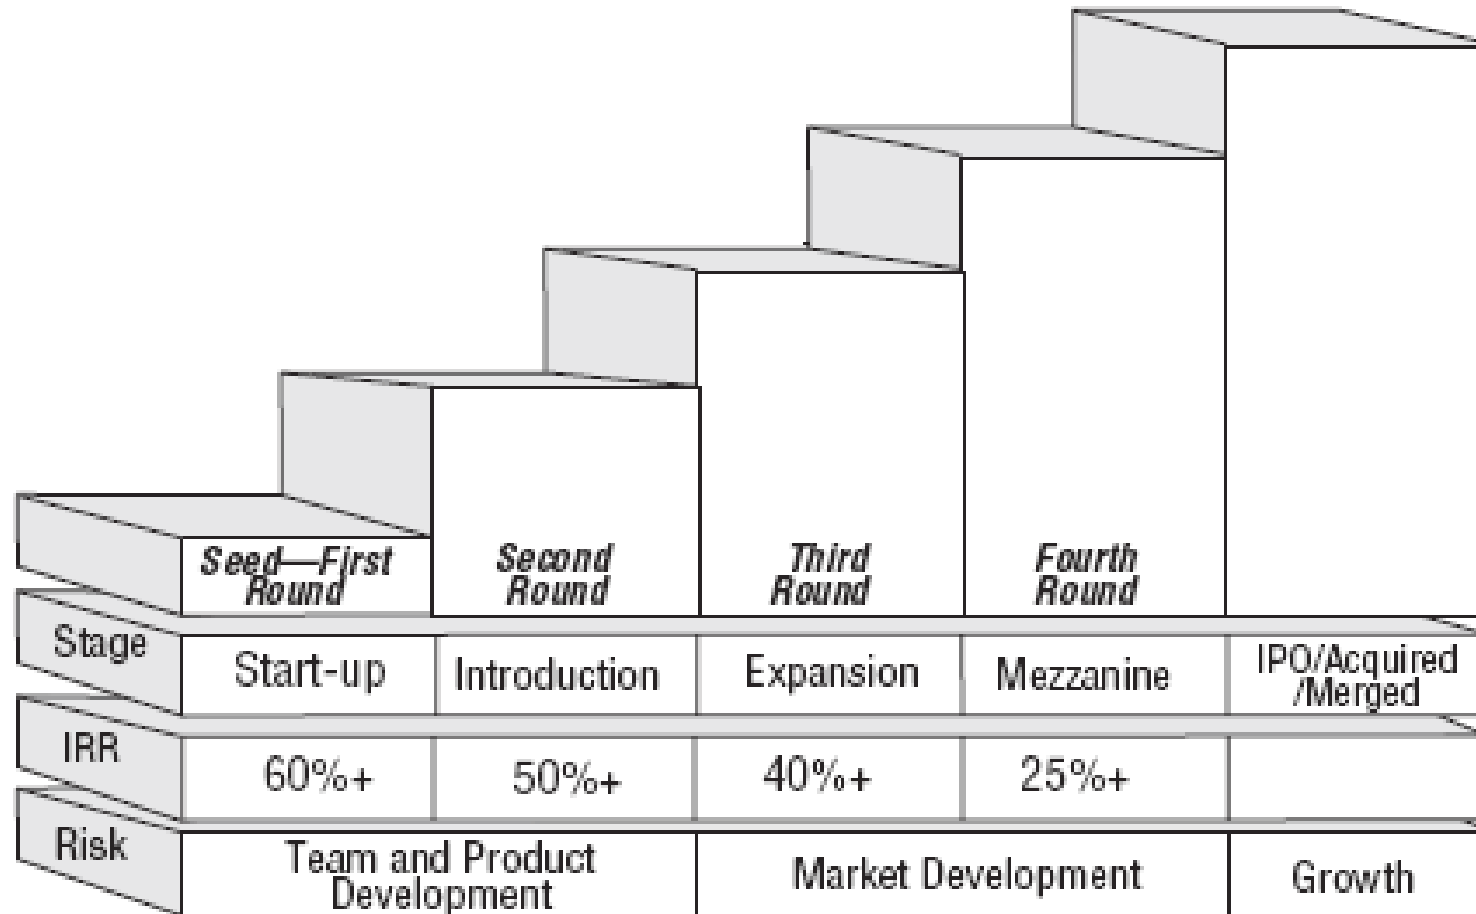 Seed—First
Round
Second
Round
Third
Round
Fourth
Round
Stage
Start-up
Introduction
Expansion
Mezzanine
IPO/Acquired
/Merged
IRR
60%+
50%+
40%+
25%+
Risk
Team and Product
Development
Market Development
Growth